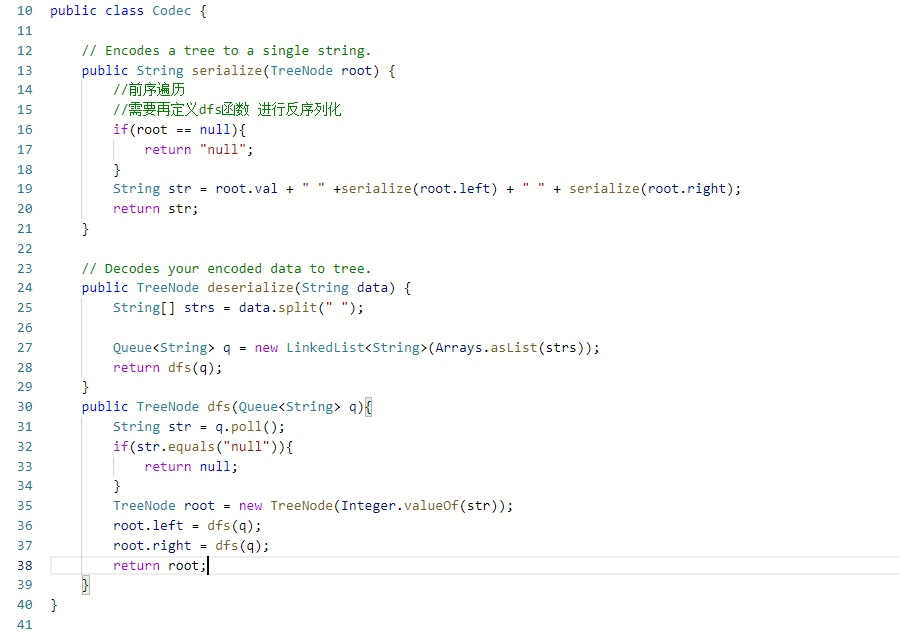 10 public class Codec {
11
12     // Encodes a tree to a single string.
13     public String serialize(TreeNode root) {
14         //前序遍历
15         //需要再定义dfs函数 进行反序列化
16         if(root == null){
17             return "null";
18         }
19         String str = root.val + " " +serialize(root.left) + " " + serialize(root.right);
20         return str;
21     }
22
23     // Decodes your encoded data to tree.
24     public TreeNode deserialize(String data) {
25         String[] strs = data.split(" ");
26
27         Queue<String> q = new LinkedList<String>(Arrays.asList(strs));
28         return dfs(q);
29     }
30     public TreeNode dfs(Queue<String> q){
31         String str = q.poll();
32         if(str.equals("null")){
33             return null;
34         }
35         TreeNode root = new TreeNode(Integer.valueOf(str));
36         root.left = dfs(q);
37         root.right = dfs(q);
38         return root;
39     }
40 }
41